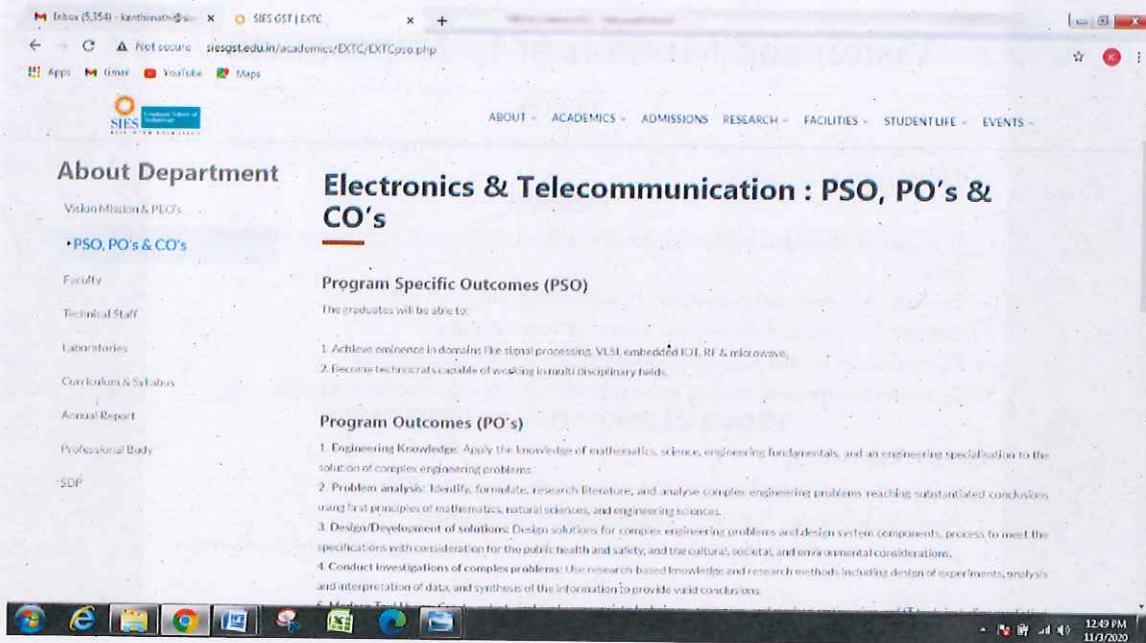 Inbox (5,354) - kanthimathi@si
SIES GST | EXTC
Not secure siesgst.edu.in/academics/EXTC/EXTCpso.php
Apps Gmail YouTube Maps
SIES Graduate School of Technology
ABOUT ACADEMICS ADMISSIONS RESEARCH FACILITIES STUDENT LIFE EVENTS
About Department
Vision Mission & PEO's
PSO, PO's & CO's
Faculty
Technical Staff
Laboratories
Curriculum & Syllabus
Annual Report
Professional Body
SDP
Electronics & Telecommunication : PSO, PO's &
CO's
Program Specific Outcomes (PSO)
The graduates will be able to:
1. Achieve eminence in domains like signal processing, VLSI, embedded IOT, RF & microwave.
2. Become technocrats capable of working in multi disciplinary fields.
Program Outcomes (PO's)
1. Engineering Knowledge: Apply the knowledge of mathematics, science, engineering fundamentals, and an engineering specialisation to the
solution of complex engineering problems.
2. Problem analysis: Identify, formulate, research literature, and analyse complex engineering problems reaching substantiated conclusions
using first principles of mathematics, natural sciences, and engineering sciences.
3. Design/Development of solutions: Design solutions for complex engineering problems and design system components, process to meet the
specifications with consideration for the public health and safety, and the cultural, societal, and environmental considerations.
4. Conduct investigations of complex problems: Use research based knowledge and research methods including design of experiments, analysis
and interpretation of data, and synthesis of the information to provide valid conclusions.
12:49 PM
11/3/2020